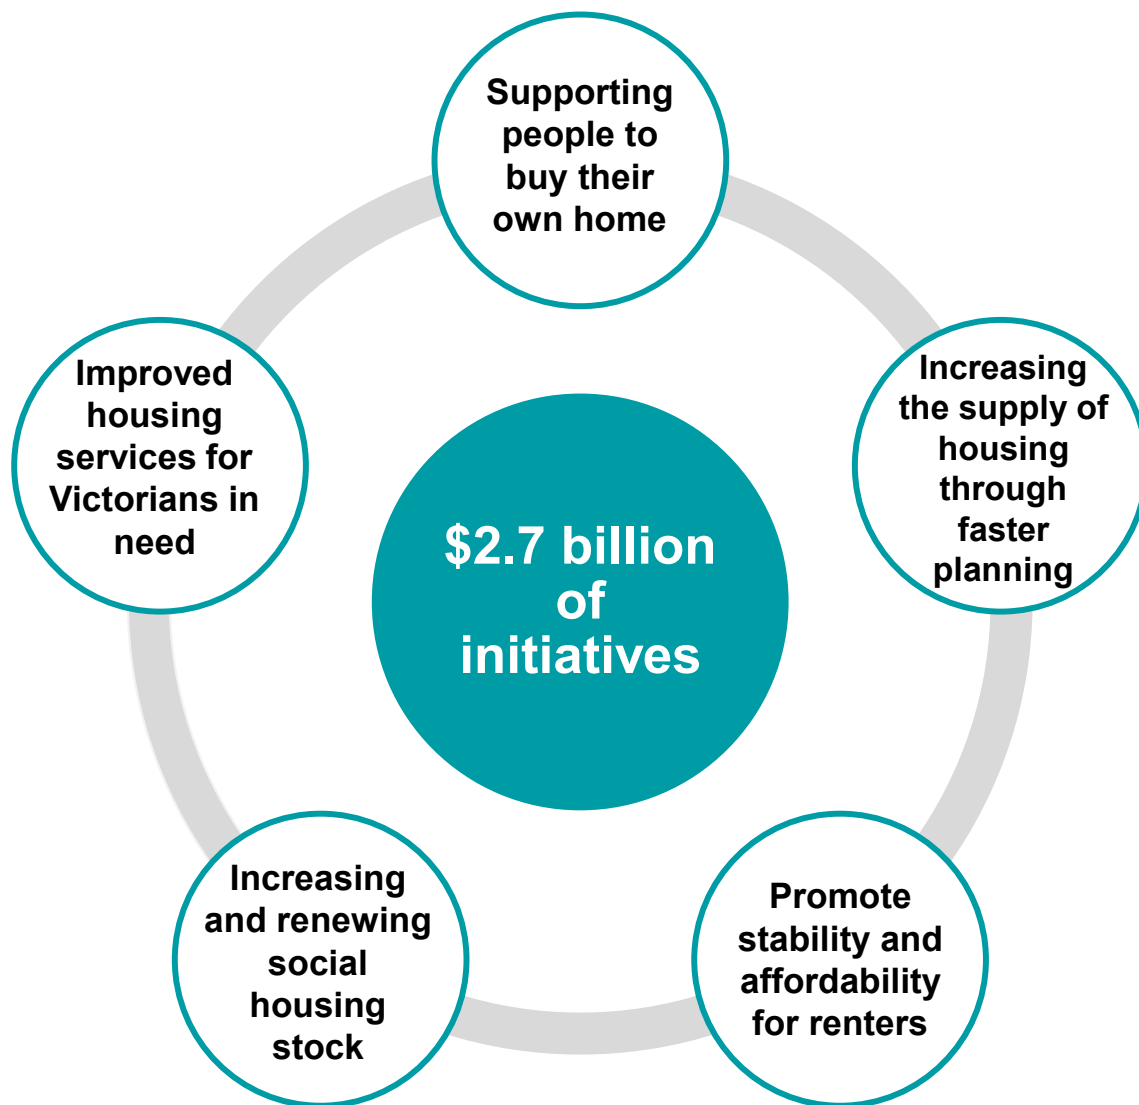 Supporting
people to
buy their
own home
Increasing
the supply of
housing
through
faster
planning
Promote
stability and
affordability
for renters
Increasing
and renewing
social
housing
stock
Improved
housing
services for
Victorians in
need
$2.7 billion
of
initiatives